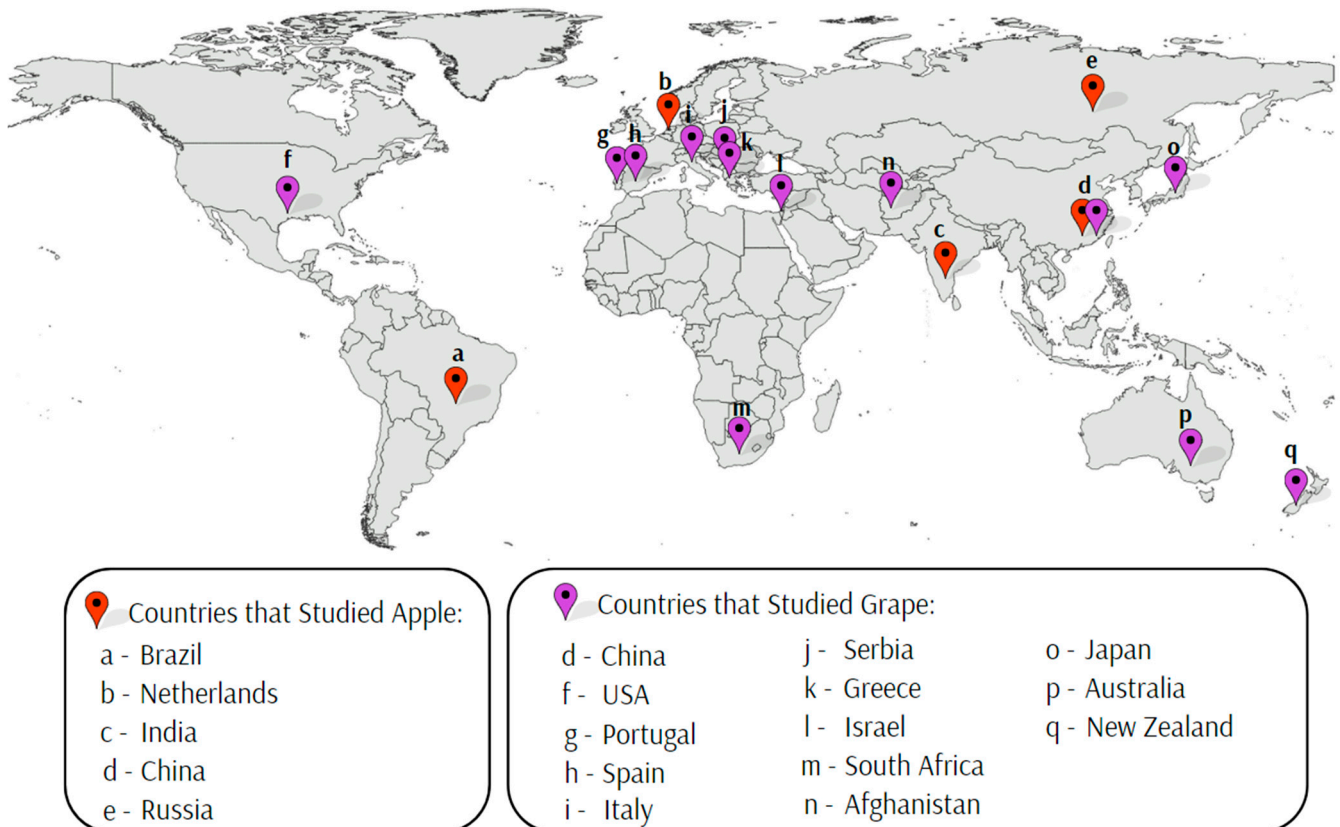 e
b
i
j
g
h
k
f
l
n
o
d
c
a
m
p
q
Countries that Studied Apple:
a - Brazil
b - Netherlands
c - India
d - China
e - Russia
Countries that Studied Grape:
d - China
f - USA
g - Portugal
h - Spain
i - Italy
j - Serbia
k - Greece
l - Israel
m - South Africa
n - Afghanistan
o - Japan
p - Australia
q - New Zealand